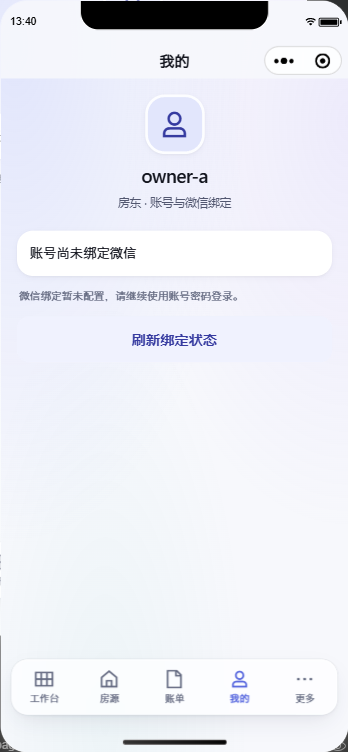 13:40
我的
owner-a
房东 · 账号与微信绑定
账号尚未绑定微信
微信绑定暂未配置，请继续使用账号密码登录。
刷新绑定状态
工作台
房源
账单
我的
更多